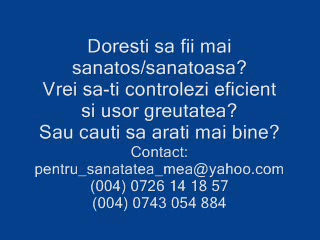 Doresti sa fii mai
sanatos/sanatoasa?
Vrei sa-ti controlezi eficient
si usor greutatea?
Sau cauti sa arati mai bine?
Contact:
pentru_sanatatea_mea@yahoo.com
(004) 0726 14 18 57
(004) 0743 054 884